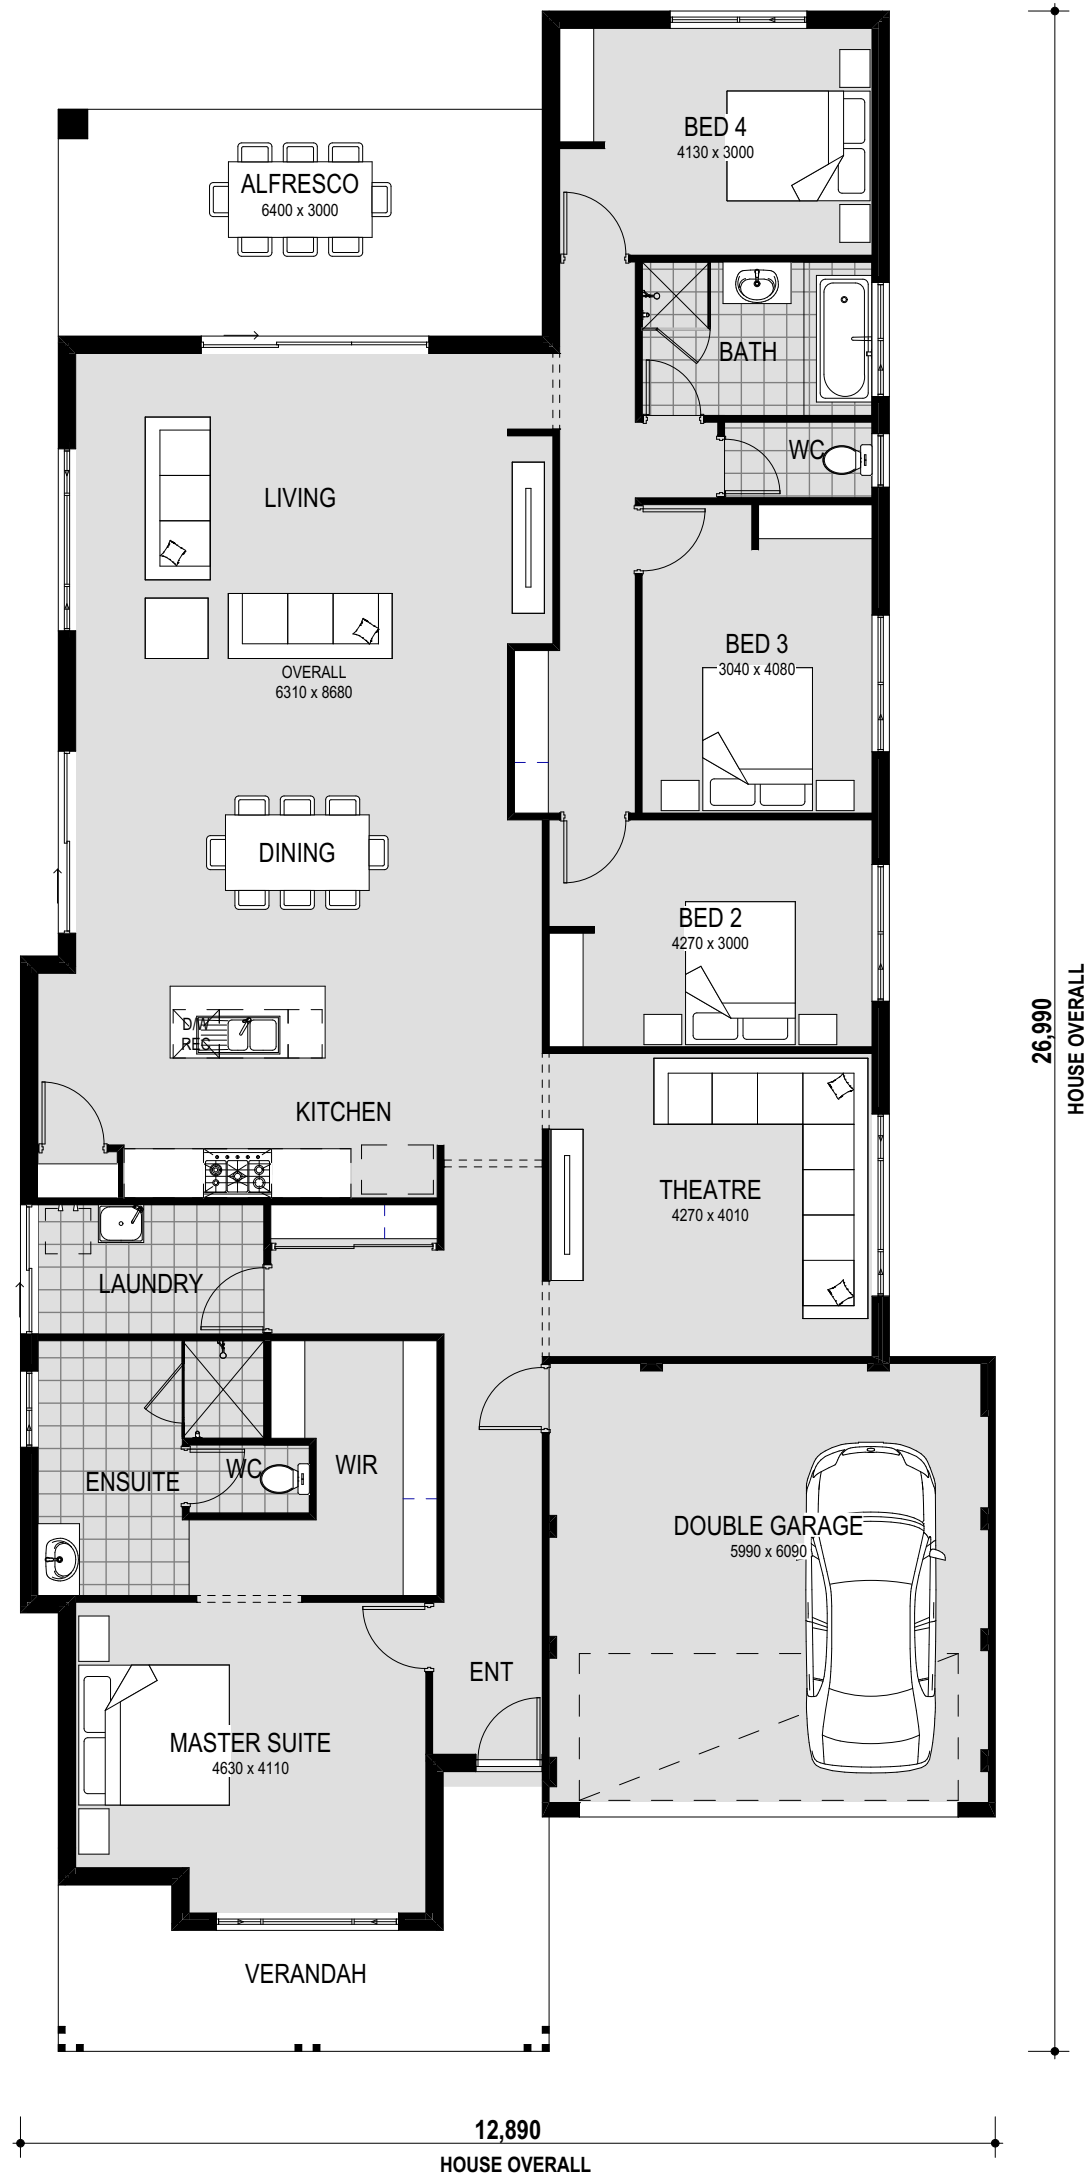 BED 4
4130 x 3000
ALFRESCO
6400 x 3000
BATH
WC
LIVING
OVERALL
6310 x 8680
BED 3
3040 x 4080
DINING
BED 2
4270 x 3000
D/W
REC
KITCHEN
THEATRE
4270 x 4010
LAUNDRY
ENSUITE
WC
WIR
DOUBLE GARAGE
5990 x 6090
ENT
MASTER SUITE
4630 x 4110
VERANDAH
26,990
HOUSE OVERALL
12,890
HOUSE OVERALL